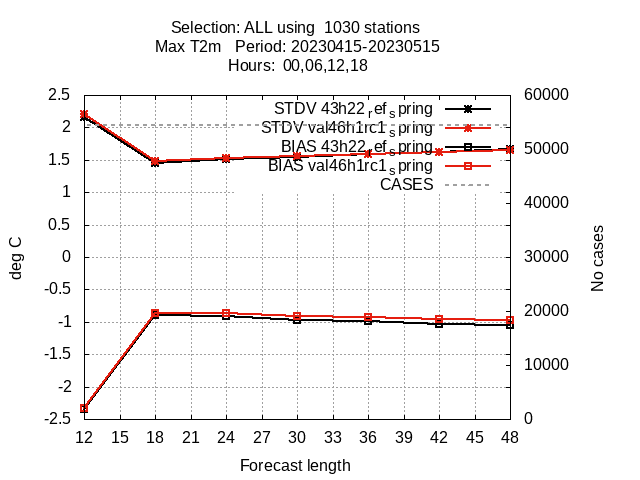 Selection: ALL using  1030 stations
Max T2m   Period: 20230415-20230515
Hours:  00,06,12,18
2.5
2
1.5
1
0.5
0
-0.5
-1
-1.5
-2
-2.5
deg C
STDV 43h22_ref_spring
STDV val46h1rc1_spring
BIAS 43h22_ref_spring
BIAS val46h1rc1_spring
CASES
60000
50000
40000
30000
20000
10000
0
No cases
12 15 18 21 24 27 30 33 36 39 42 45 48
Forecast length